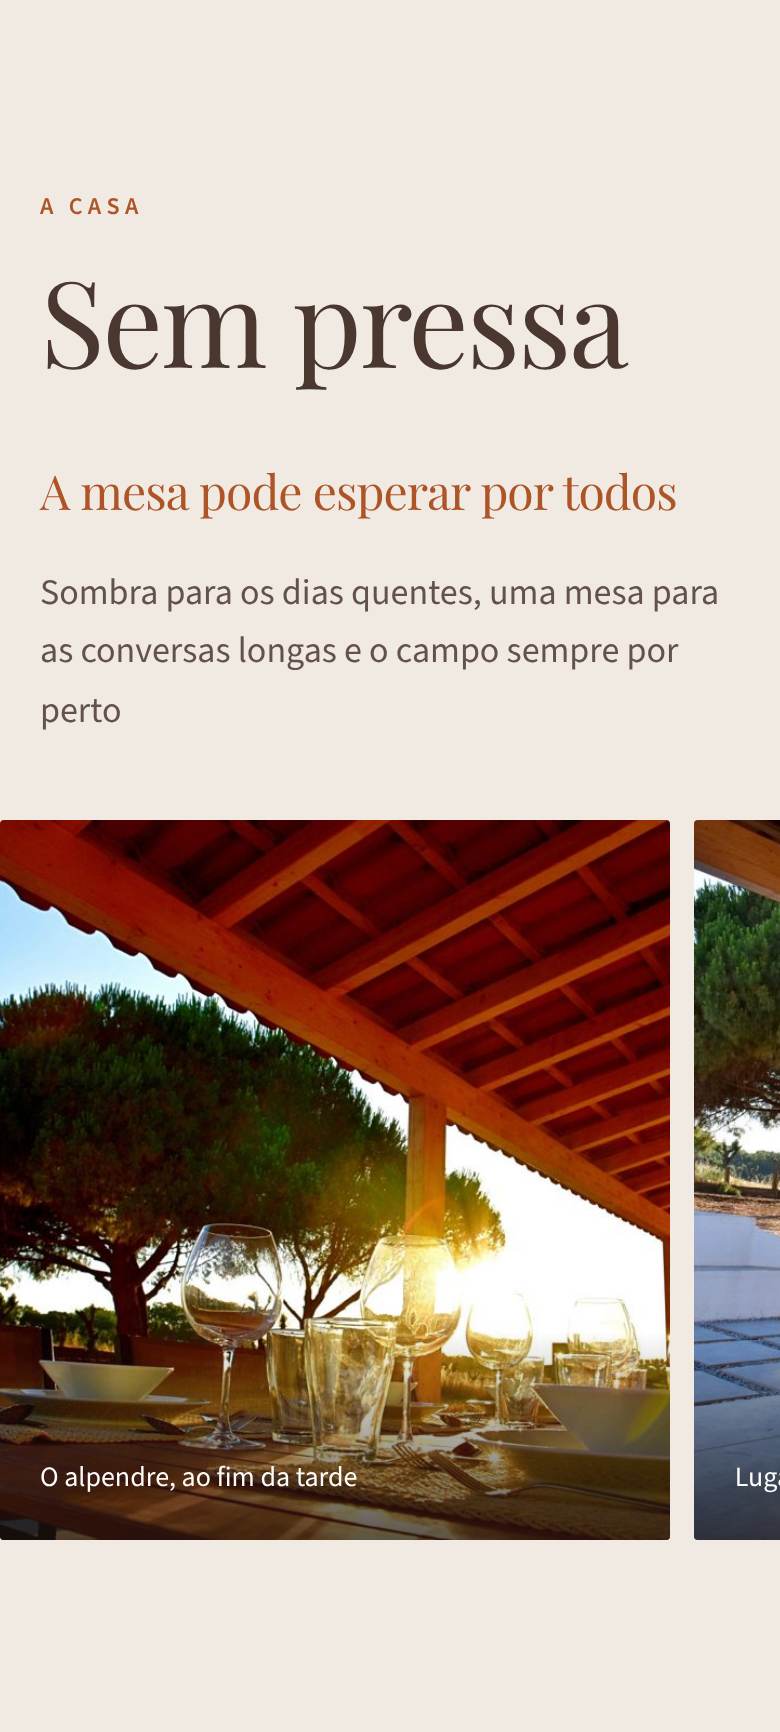 A CASA
Sem pressa
A mesa pode esperar por todos
Sombra para os dias quentes, uma mesa para
as conversas longas e o campo sempre por
perto
O alpendre, ao fim da tarde